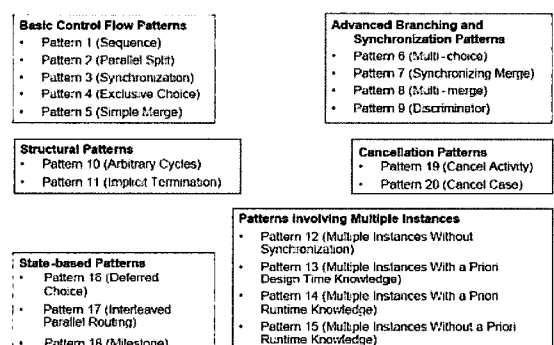 Basic Control Flow Patterns
• Pattern 1 (Sequence)
• Pattern 2 (Parallel Split)
• Pattern 3 (Synchronization)
• Pattern 4 (Exclusive Choice)
• Pattern 5 (Simple Merge)
Advanced Branching and
Synchronization Patterns
• Pattern 6 (Multi - choice)
• Pattern 7 (Synchronizing Merge)
• Pattern 8 (Multi - merge)
• Pattern 9 (Discriminator)
Structural Patterns
• Pattern 10 (Arbitrary Cycles)
• Pattern 11 (Implicit Termination)
Cancellation Patterns
• Pattern 19 (Cancel Activity)
• Pattern 20 (Cancel Case)
State-based Patterns
• Pattern 16 (Deferred
Choice)
• Pattern 17 (Interleaved
Parallel Routing)
• Pattern 18 (Milestone)
Patterns Involving Multiple Instances
• Pattern 12 (Multiple Instances Without
Synchronization)
• Pattern 13 (Multiple Instances With a Priori
Design Time Knowledge)
• Pattern 14 (Multiple Instances With a Priori
Runtime Knowledge)
• Pattern 15 (Multiple Instances Without a Priori
Runtime Knowledge)